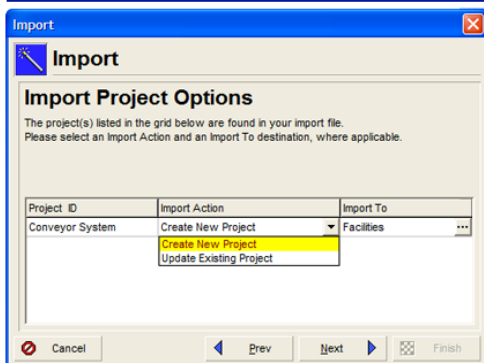 Import
Import
Import Project Options
The project(s) listed in the grid below are found in your import file.
Please select an Import Action and an Import To destination, where applicable.
Project ID Import Action Import To
Conveyor System Create New Project Facilities ...
Create New Project
Update Existing Project
Cancel Prev Next Finish